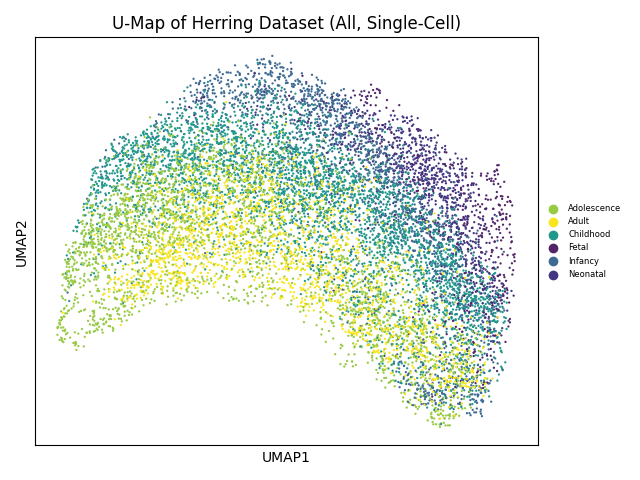 U-Map of Herring Dataset (All, Single-Cell)
UMAP2
Adolescence
Adult
Childhood
Fetal
Infancy
Neonatal
UMAP1